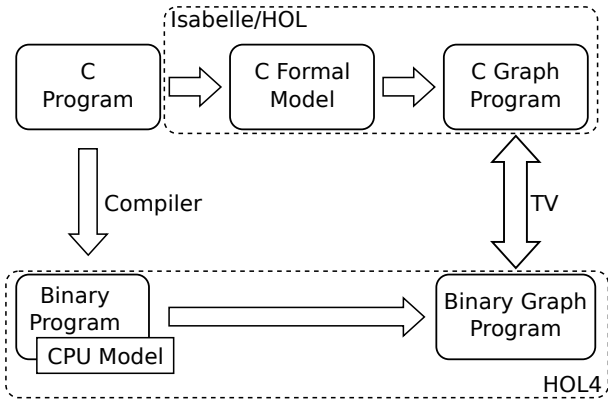 Isabelle/HOL
C
Program
C Formal
Model
C Graph
Program
Compiler
TV
Binary
Program
CPU Model
Binary Graph
Program
HOL4